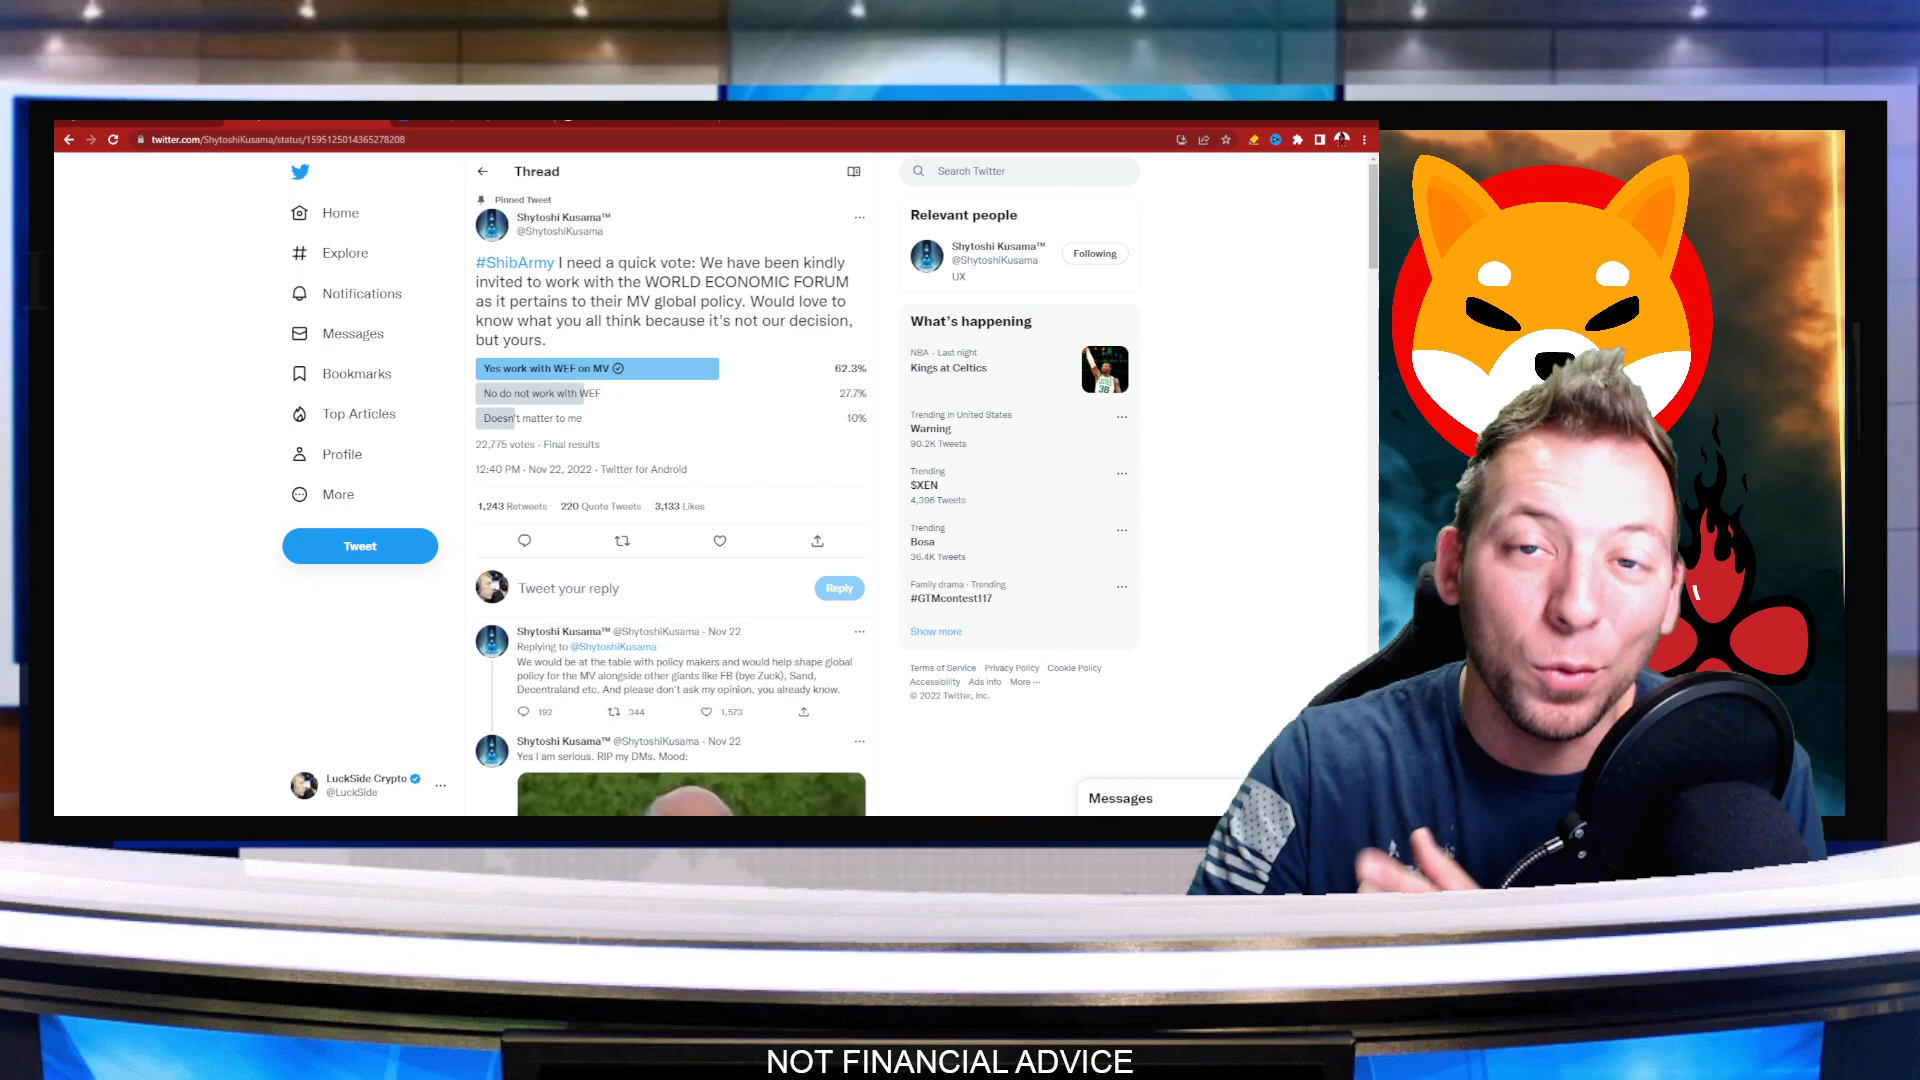 twitter.com/ShytoshiKusama/status/1595125014365278208
Home
Explore
Notifications
Messages
Bookmarks
Top Articles
Profile
More
Tweet
LuckSide Crypto
@LuckSide
Thread
Pinned Tweet
Shytoshi Kusama™
@ShytoshiKusama
#ShibArmy I need a quick vote: We have been kindly
invited to work with the WORLD ECONOMIC FORUM
as it pertains to their MV global policy. Would love to
know what you all think because it's not our decision,
but yours.
Yes work with WEF on MV 62.3%
No do not work with WEF 27.7%
Doesn't matter to me 10%
22,775 votes · Final results
12:40 PM · Nov 22, 2022 · Twitter for Android
1,243 Retweets 220 Quote Tweets 3,133 Likes
Tweet your reply Reply
Shytoshi Kusama™ @ShytoshiKusama · Nov 22
Replying to @ShytoshiKusama
We would be at the table with policy makers and would help shape global
policy for the MV alongside other giants like FB (bye Zuck), Sand,
Decentraland etc. And please don't ask my opinion, you already know.
192 344 1,573
Shytoshi Kusama™ @ShytoshiKusama · Nov 22
Yes I am serious. RIP my DMs. Mood:
Search Twitter
Relevant people
Shytoshi Kusama™
@ShytoshiKusama
Following
UX
What's happening
NBA · Last night
Kings at Celtics
Trending in United States
Warning
90.2K Tweets
Trending
$XEN
4,396 Tweets
Trending
Bosa
36.4K Tweets
Family drama · Trending
#GTMcontest117
Show more
Terms of Service Privacy Policy Cookie Policy
Accessibility Ads info More ···
© 2022 Twitter, Inc.
Messages
NOT FINANCIAL ADVICE